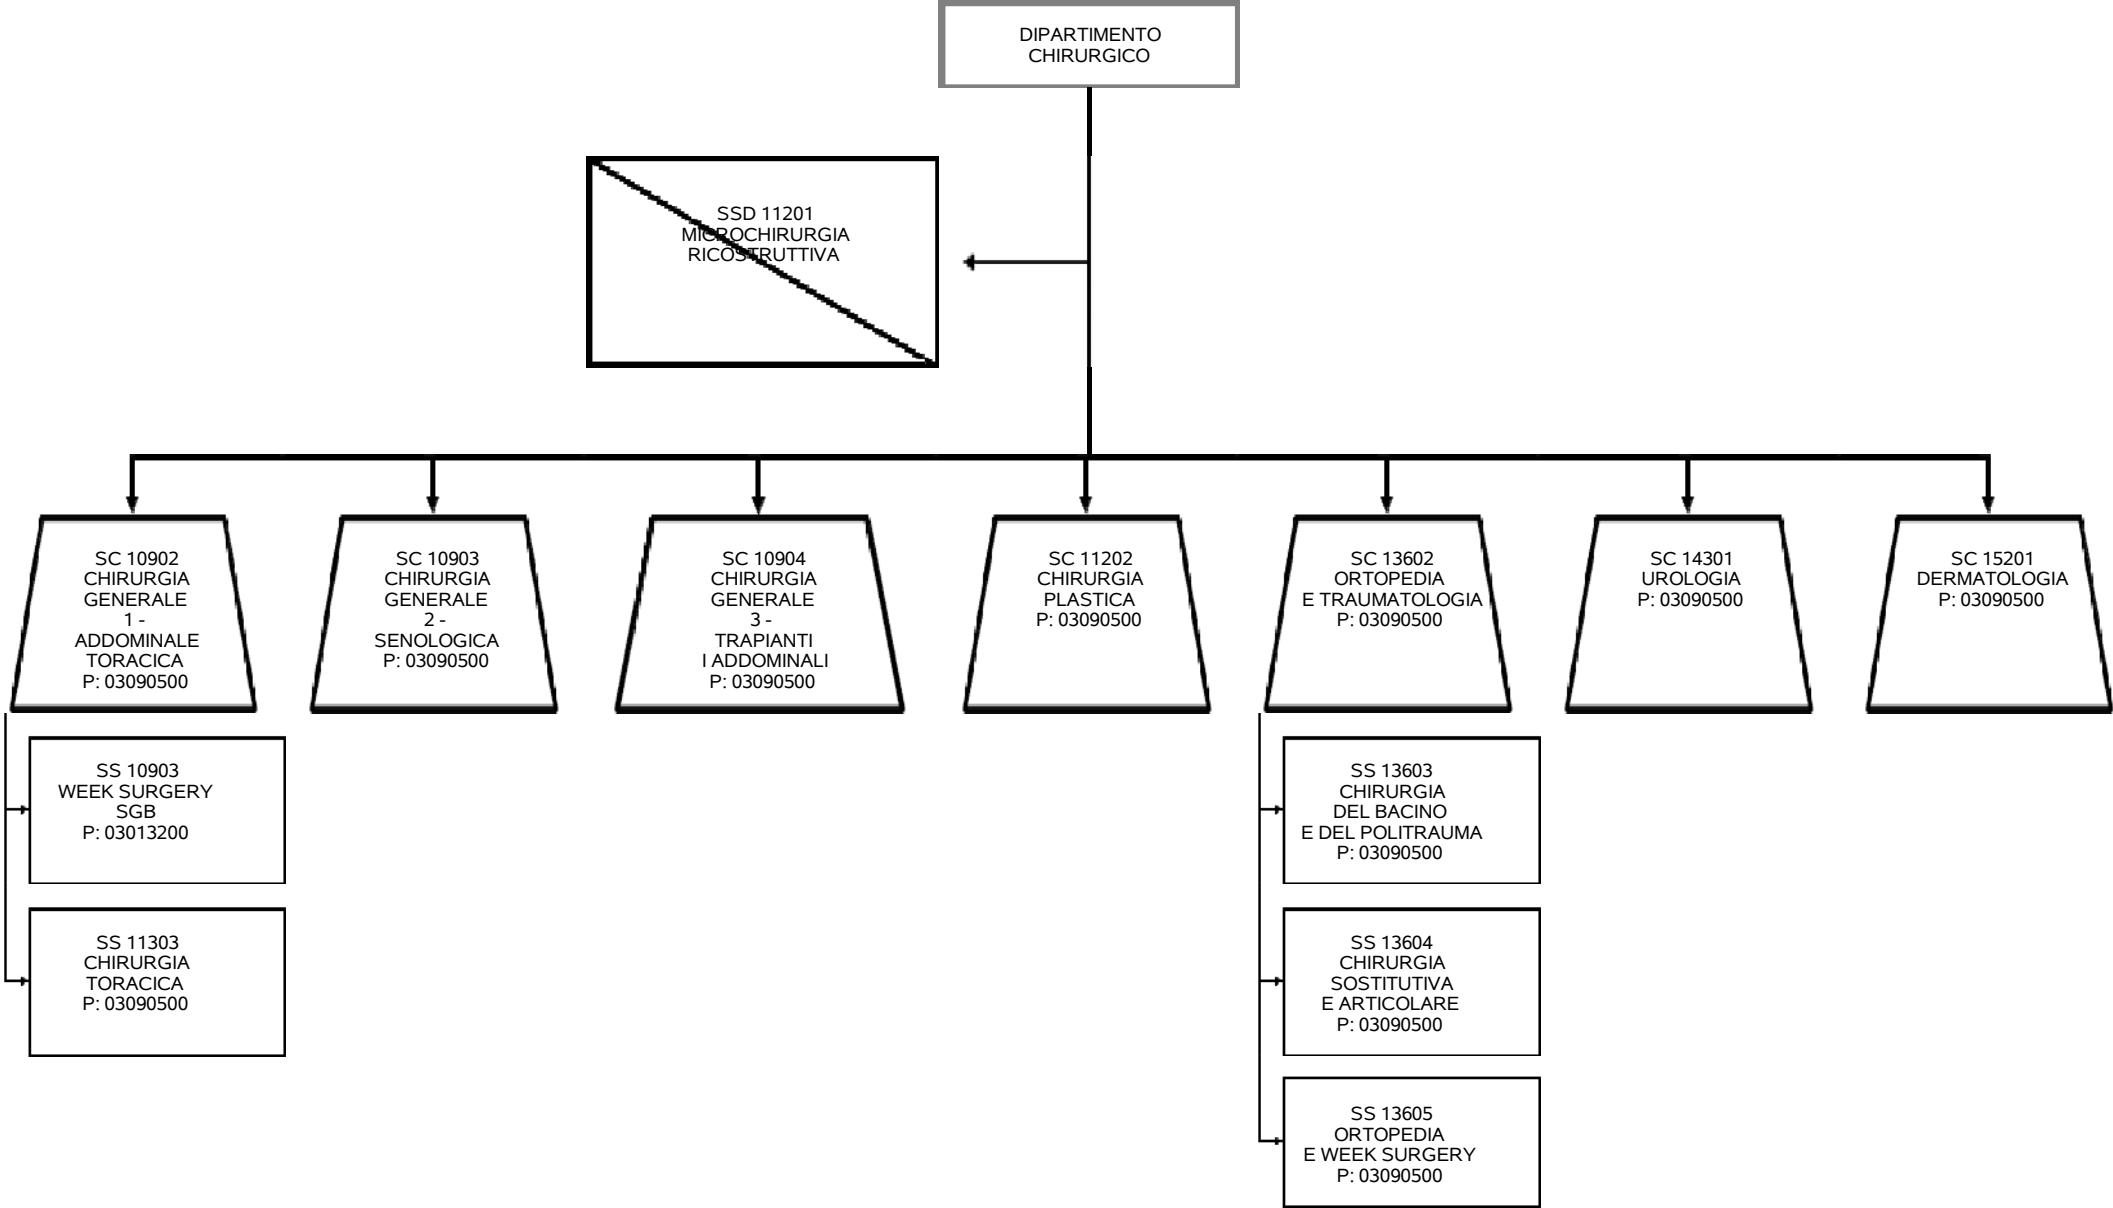 DIPARTIMENTO
CHIRURGICO
SSD 11201
MICROCHIRURGIA
RICOSTRUTTIVA
SC 10902
CHIRURGIA
GENERALE
1 -
ADDOMINALE
TORACICA
P: 03090500
SC 10903
CHIRURGIA
GENERALE
2 -
SENOLOGICA
P: 03090500
SC 10904
CHIRURGIA
GENERALE
3 -
TRAPIANTI
I ADDOMINALI
P: 03090500
SC 11202
CHIRURGIA
PLASTICA
P: 03090500
SC 13602
ORTOPEDIA
E TRAUMATOLOGIA
P: 03090500
SC 14301
UROLOGIA
P: 03090500
SC 15201
DERMATOLOGIA
P: 03090500
SS 10903
WEEK SURGERY
SGB
P: 03013200
SS 11303
CHIRURGIA
TORACICA
P: 03090500
SS 13603
CHIRURGIA
DEL BACINO
E DEL POLITRAUMA
P: 03090500
SS 13604
CHIRURGIA
SOSTITUTIVA
E ARTICOLARE
P: 03090500
SS 13605
ORTOPEDIA
E WEEK SURGERY
P: 03090500